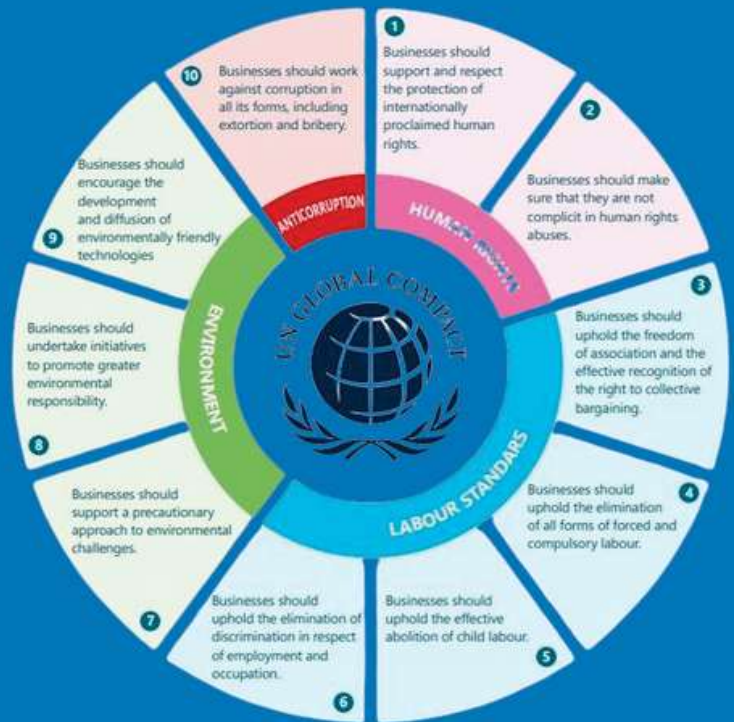 1
Businesses should
support and respect
the protection of
internationally
proclaimed human
rights.
2
Businesses should make
sure that they are not
complicit in human rights
abuses.
HUMAN RIGHTS
3
Businesses should
uphold the freedom
of association and the
effective recognition of
the right to collective
bargaining.
4
Businesses should
uphold the elimination
of all forms of forced and
compulsory labour.
5
Businesses should
uphold the effective
abolition of child labour.
6
Businesses should
uphold the elimination of
discrimination in respect
of employment and
occupation.
LABOUR STANDARS
7
Businesses should
support a precautionary
approach to environmental
challenges.
8
Businesses should
undertake initiatives
to promote greater
environmental
responsibility.
9
Businesses should
encourage the
development
and diffusion of
environmentally friendly
technologies
ENVIRONMENT
10
Businesses should work
against corruption in
all its forms, including
extortion and bribery.
ANTICORRUPTION
UN GLOBAL COMPACT